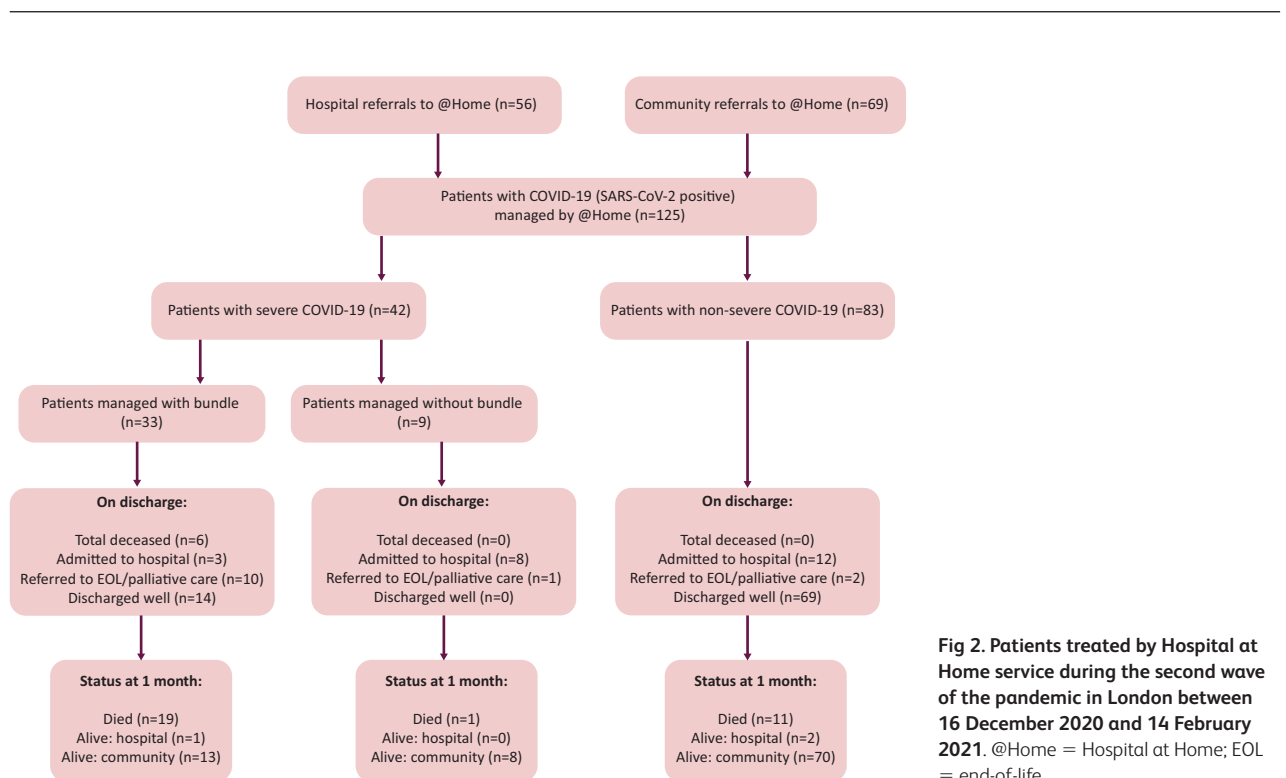 Hospital referrals to @Home (n=56)
Community referrals to @Home (n=69)
Patients with COVID-19 (SARS-CoV-2 positive)
managed by @Home (n=125)
Patients with severe COVID-19 (n=42)
Patients with non-severe COVID-19 (n=83)
Patients managed with bundle
(n=33)
Patients managed without bundle
(n=9)
On discharge:
Total deceased (n=6)
Admitted to hospital (n=3)
Referred to EOL/palliative care (n=10)
Discharged well (n=14)
On discharge:
Total deceased (n=0)
Admitted to hospital (n=8)
Referred to EOL/palliative care (n=1)
Discharged well (n=0)
On discharge:
Total deceased (n=0)
Admitted to hospital (n=12)
Referred to EOL/palliative care (n=2)
Discharged well (n=69)
Status at 1 month:
Died (n=19)
Alive: hospital (n=1)
Alive: community (n=13)
Status at 1 month:
Died (n=1)
Alive: hospital (n=0)
Alive: community (n=8)
Status at 1 month:
Died (n=11)
Alive: hospital (n=2)
Alive: community (n=70)
Fig 2. Patients treated by Hospital at
Home service during the second wave
of the pandemic in London between
16 December 2020 and 14 February
2021. @Home = Hospital at Home; EOL
= end-of-life